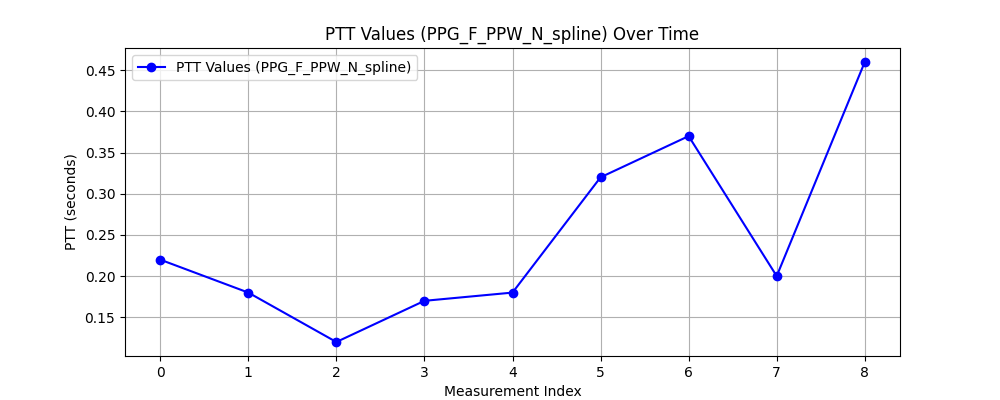 PTT Values (PPG_F_PPW_N_spline) Over Time
PTT Values (PPG_F_PPW_N_spline)
PTT (seconds)
0.45
0.40
0.35
0.30
0.25
0.20
0.15
0 1 2 3 4 5 6 7 8
Measurement Index